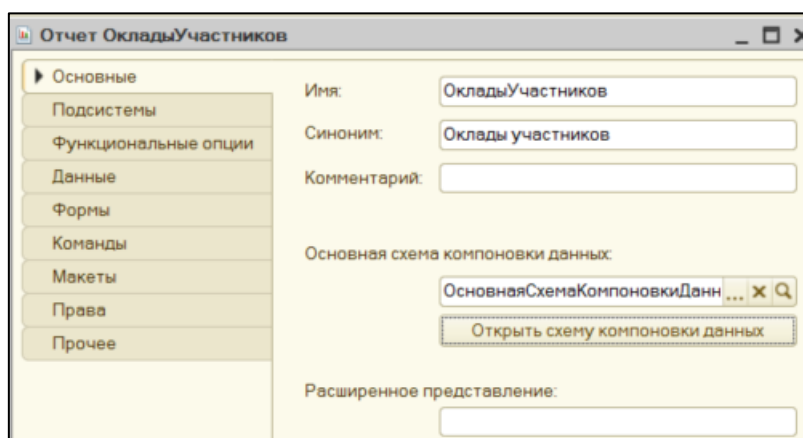 Отчет ОкладыУчастников
Основные
Подсистемы
Функциональные опции
Данные
Формы
Команды
Макеты
Права
Прочее
Имя: ОкладыУчастников
Синоним: Оклады участников
Комментарий:
Основная схема компоновки данных:
ОсновнаяСхемаКомпоновкиДанн ...
Открыть схему компоновки данных
Расширенное представление: